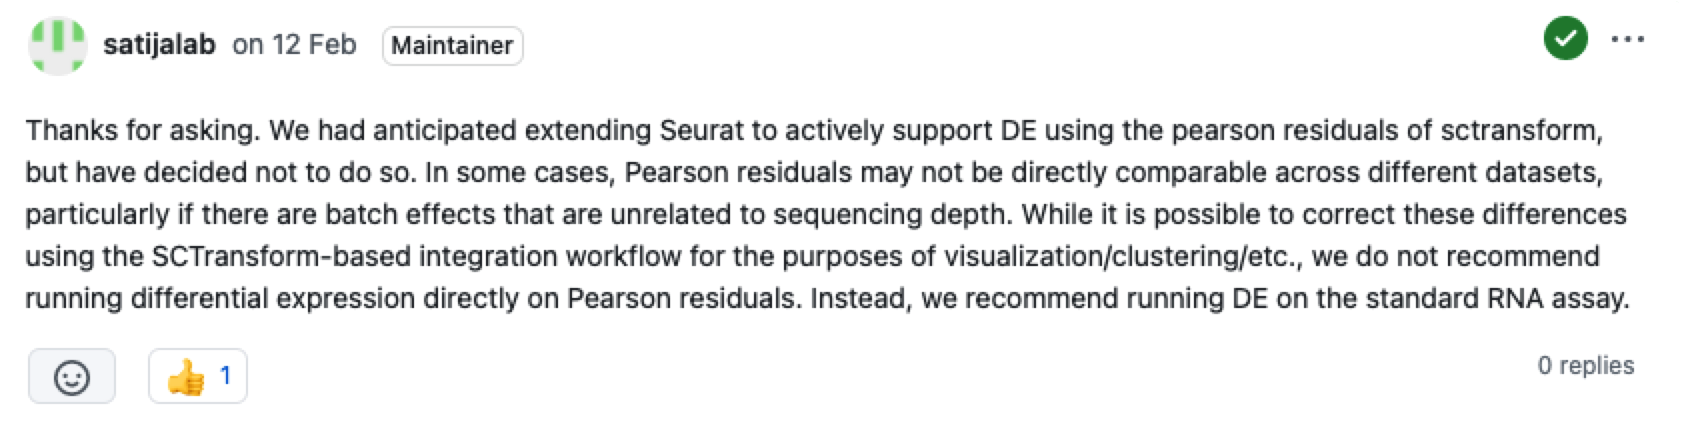 satijalab on 12 Feb Maintainer
Thanks for asking. We had anticipated extending Seurat to actively support DE using the pearson residuals of sctransform,
but have decided not to do so. In some cases, Pearson residuals may not be directly comparable across different datasets,
particularly if there are batch effects that are unrelated to sequencing depth. While it is possible to correct these differences
using the SCTransform-based integration workflow for the purposes of visualization/clustering/etc., we do not recommend
running differential expression directly on Pearson residuals. Instead, we recommend running DE on the standard RNA assay.
1
0 replies